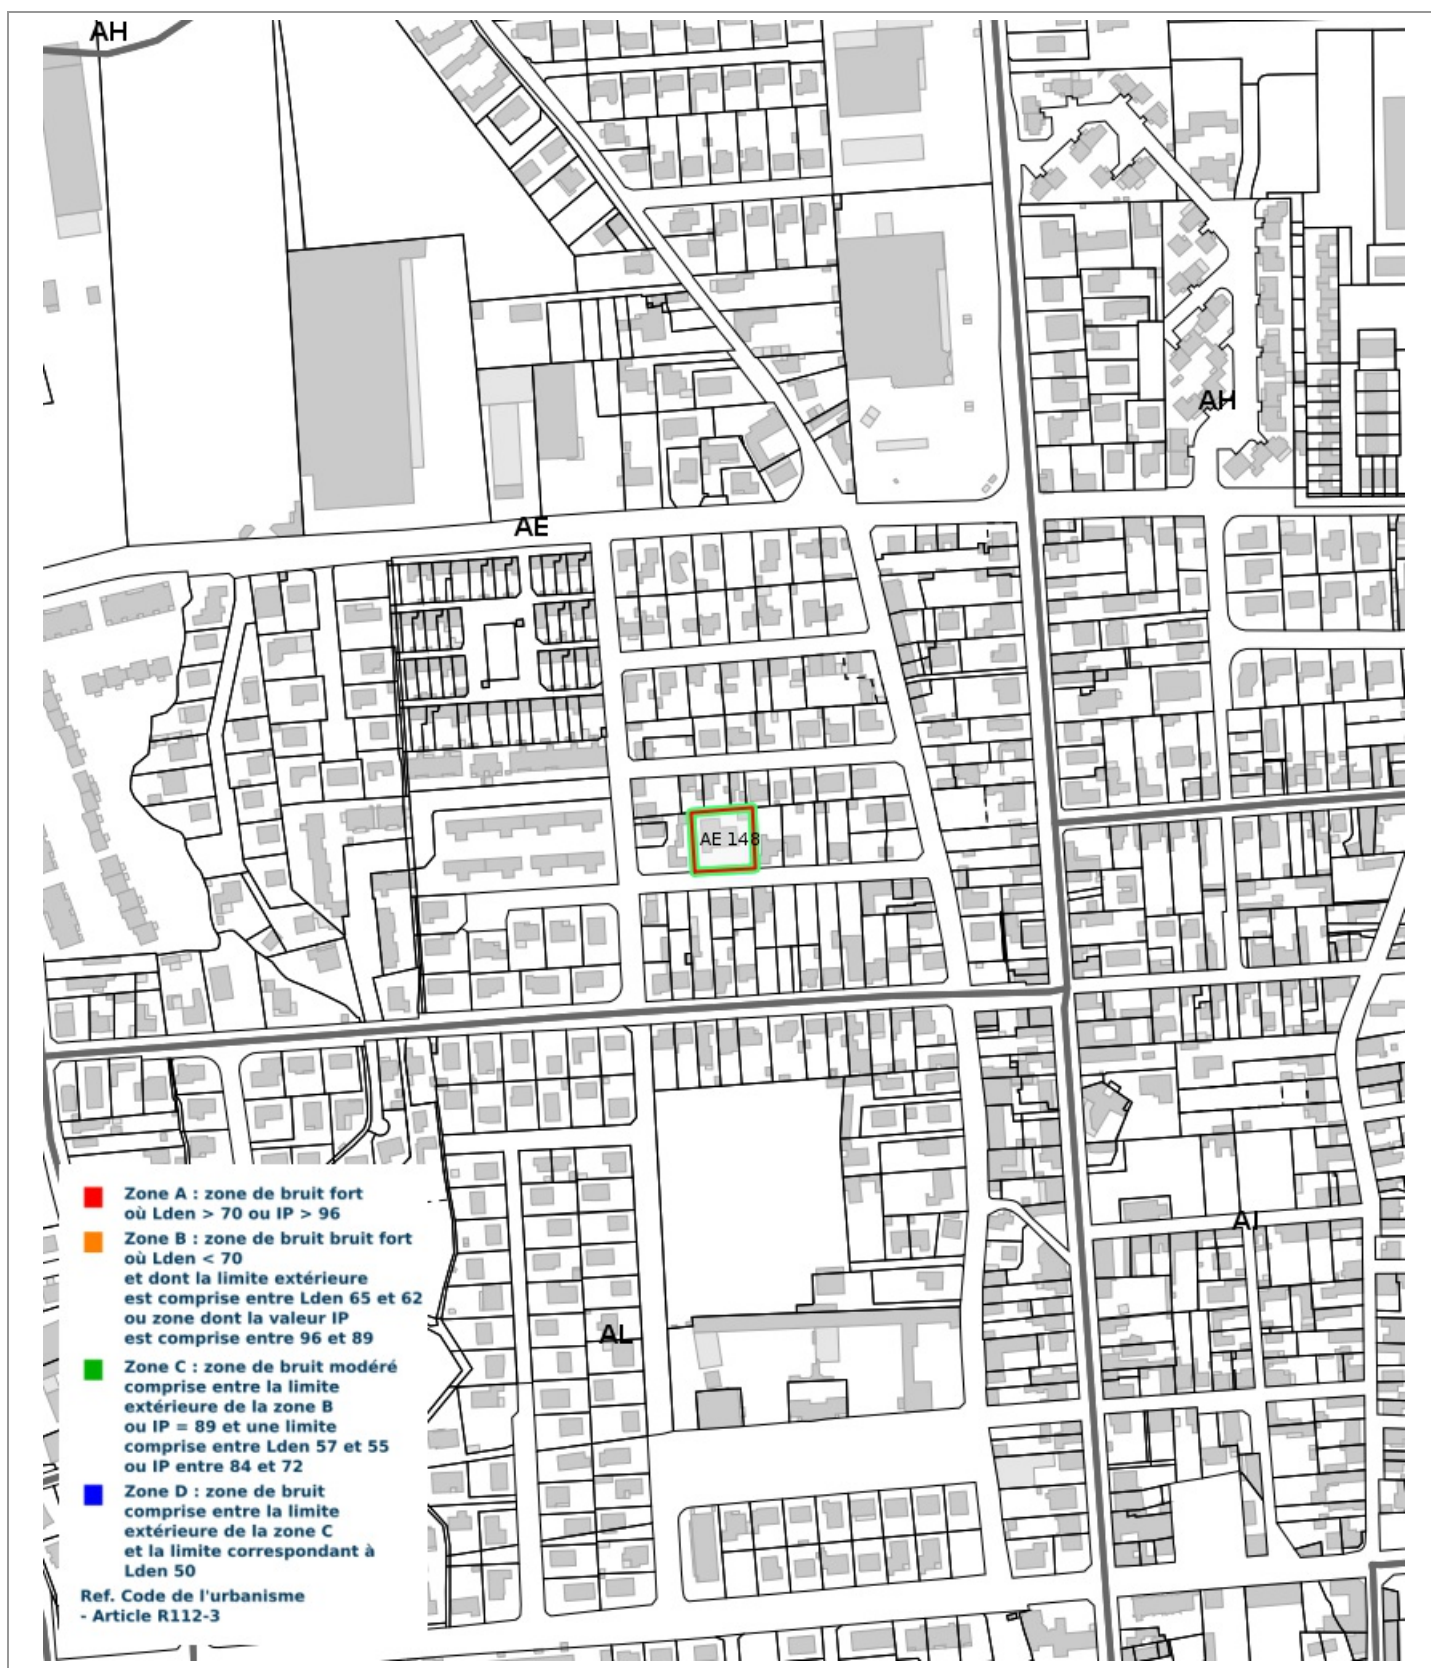 AH
AH
AE
AE 148
AI
AL
Zone A : zone de bruit fort
où Lden > 70 ou IP > 96
Zone B : zone de bruit bruit fort
où Lden < 70
et dont la limite extérieure
est comprise entre Lden 65 et 62
ou zone dont la valeur IP
est comprise entre 96 et 89
Zone C : zone de bruit modéré
comprise entre la limite
extérieure de la zone B
ou IP = 89 et une limite
comprise entre Lden 57 et 55
ou IP entre 84 et 72
Zone D : zone de bruit
comprise entre la limite
extérieure de la zone C
et la limite correspondant à
Lden 50
Ref. Code de l'urbanisme
- Article R112-3